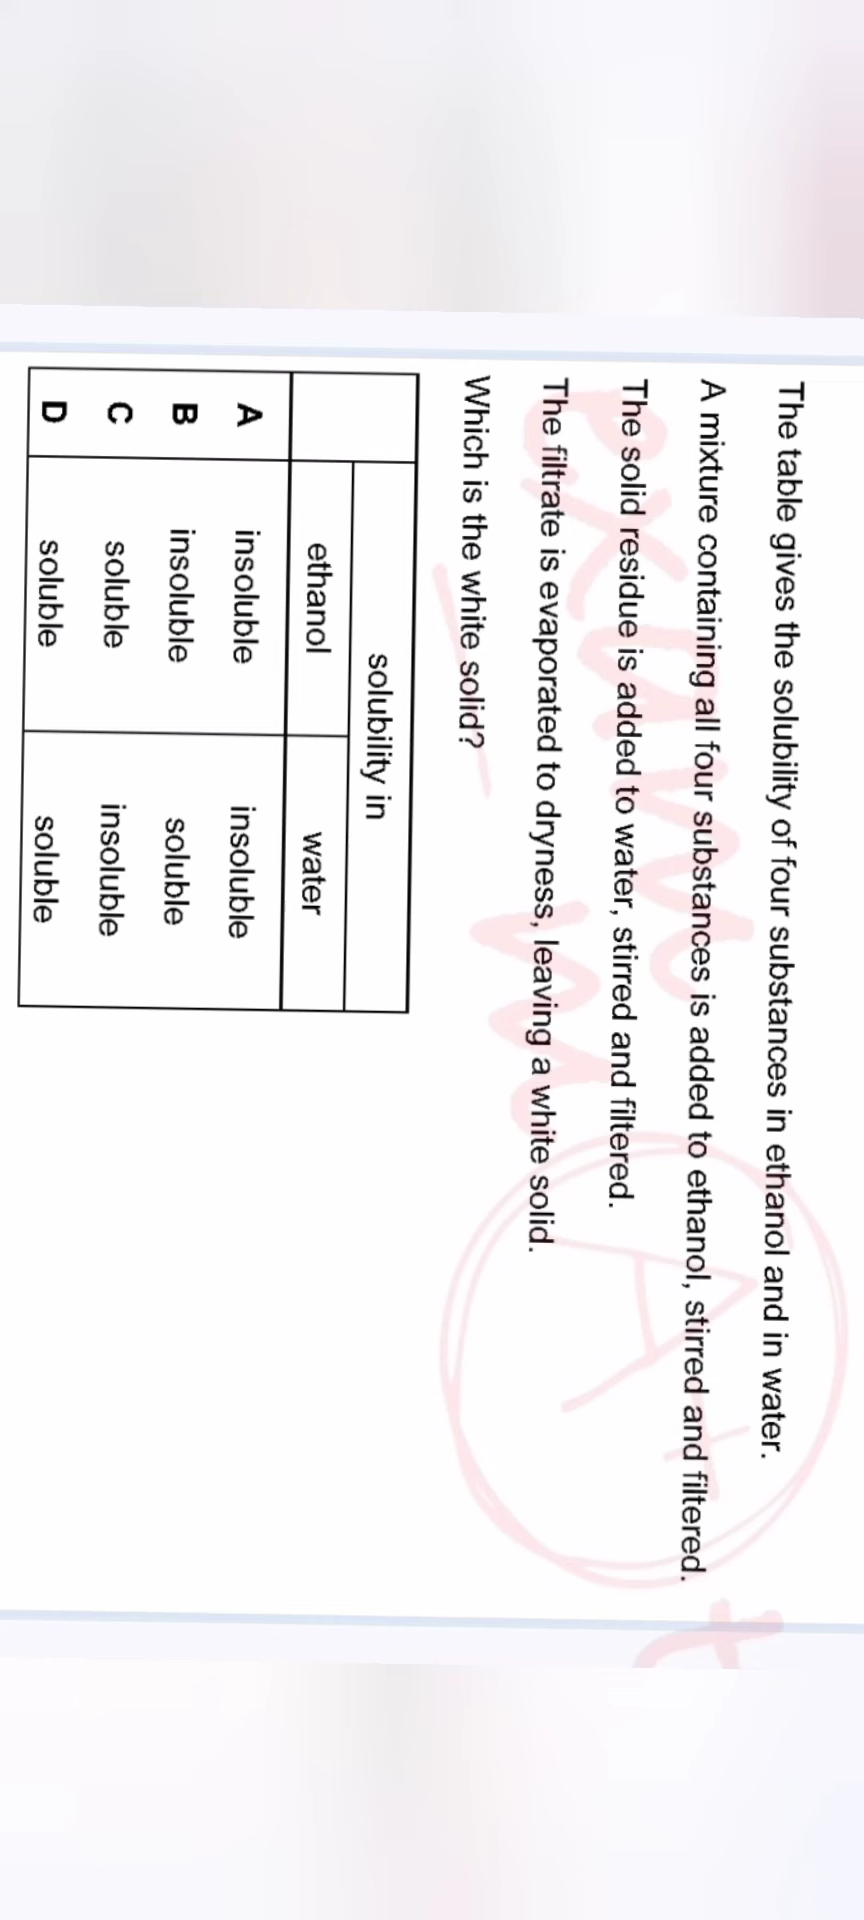 The table gives the solubility of four substances in ethanol and in water.
A mixture containing all four substances is added to ethanol, stirred and filtered.
The solid residue is added to water, stirred and filtered.
The filtrate is evaporated to dryness, leaving a white solid.
Which is the white solid?
solubility in
ethanol water
A insoluble insoluble
B insoluble soluble
C soluble insoluble
D soluble soluble
exam
A+